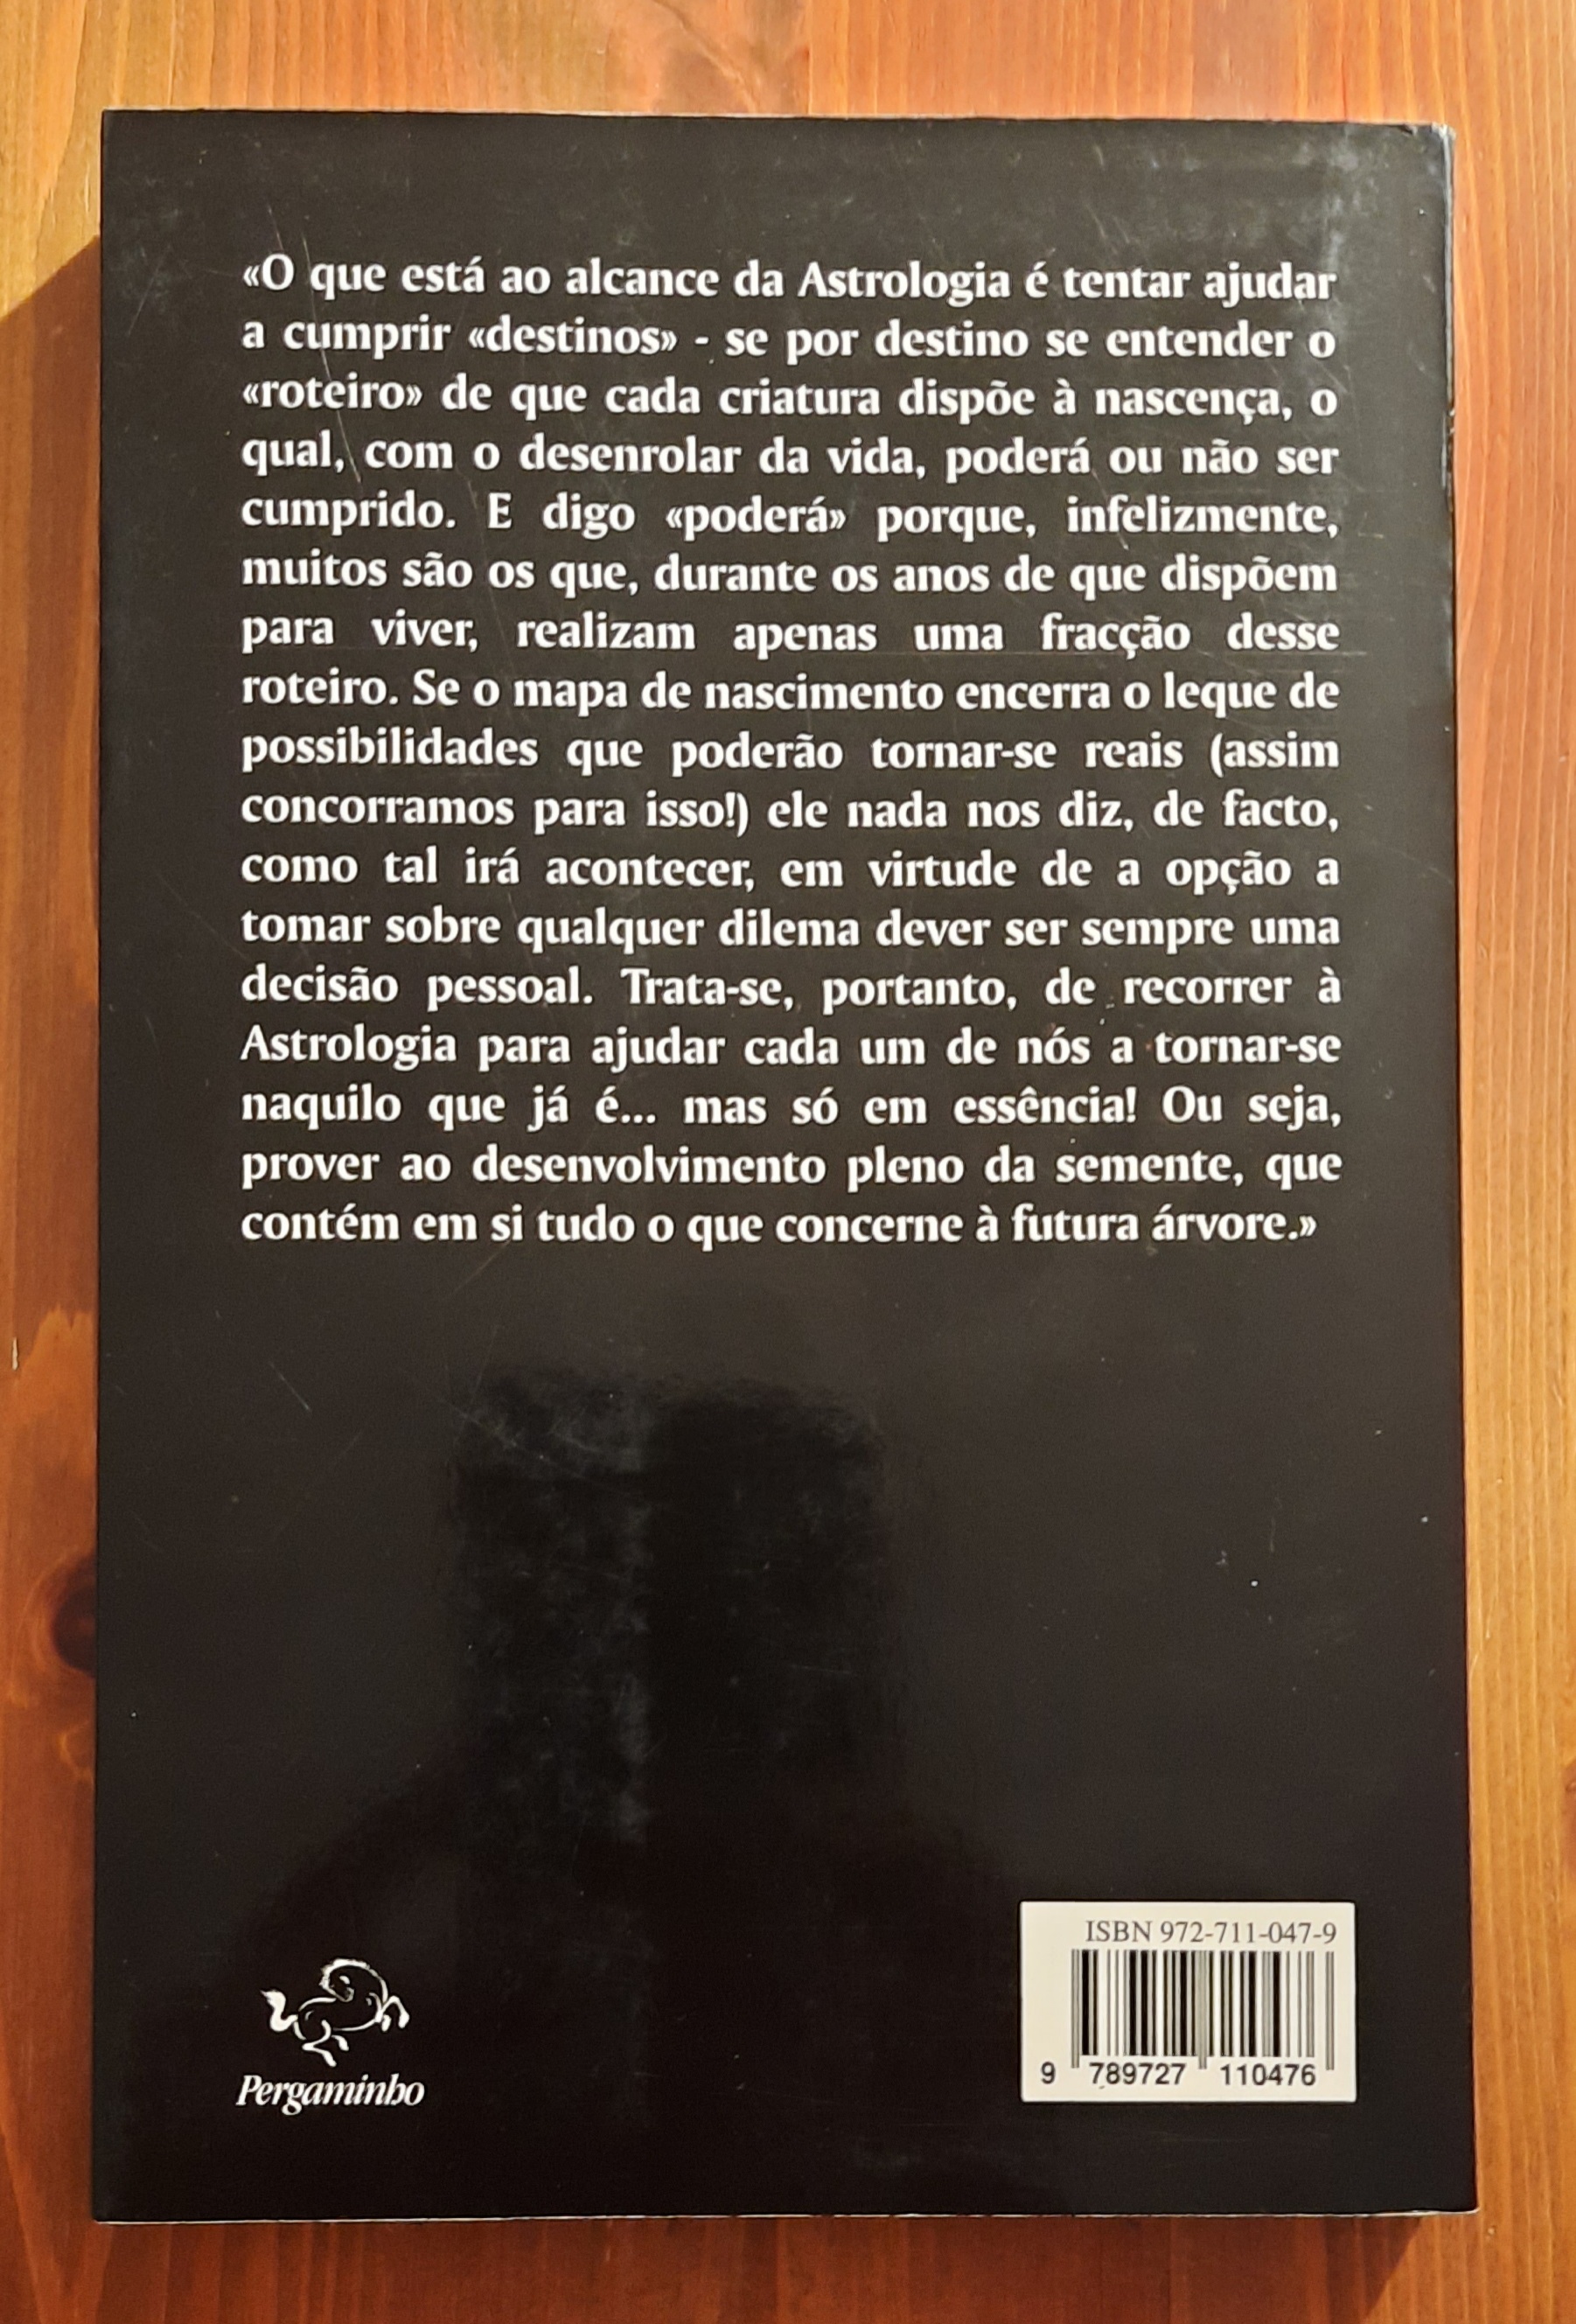 «O que está ao alcance da Astrologia é tentar ajudar
a cumprir «destinos» - se por destino se entender o
«roteiro» de que cada criatura dispõe à nascença, o
qual, com o desenrolar da vida, poderá ou não ser
cumprido. E digo «poderá» porque, infelizmente,
muitos são os que, durante os anos de que dispõem
para viver, realizam apenas uma fracção desse
roteiro. Se o mapa de nascimento encerra o leque de
possibilidades que poderão tornar-se reais (assim
concorramos para isso!) ele nada nos diz, de facto,
como tal irá acontecer, em virtude de a opção a
tomar sobre qualquer dilema dever ser sempre uma
decisão pessoal. Trata-se, portanto, de recorrer à
Astrologia para ajudar cada um de nós a tornar-se
naquilo que já é... mas só em essência! Ou seja,
prover ao desenvolvimento pleno da semente, que
contém em si tudo o que concerne à futura árvore.»
Pergaminho
ISBN 972-711-047-9
9 789727 110476